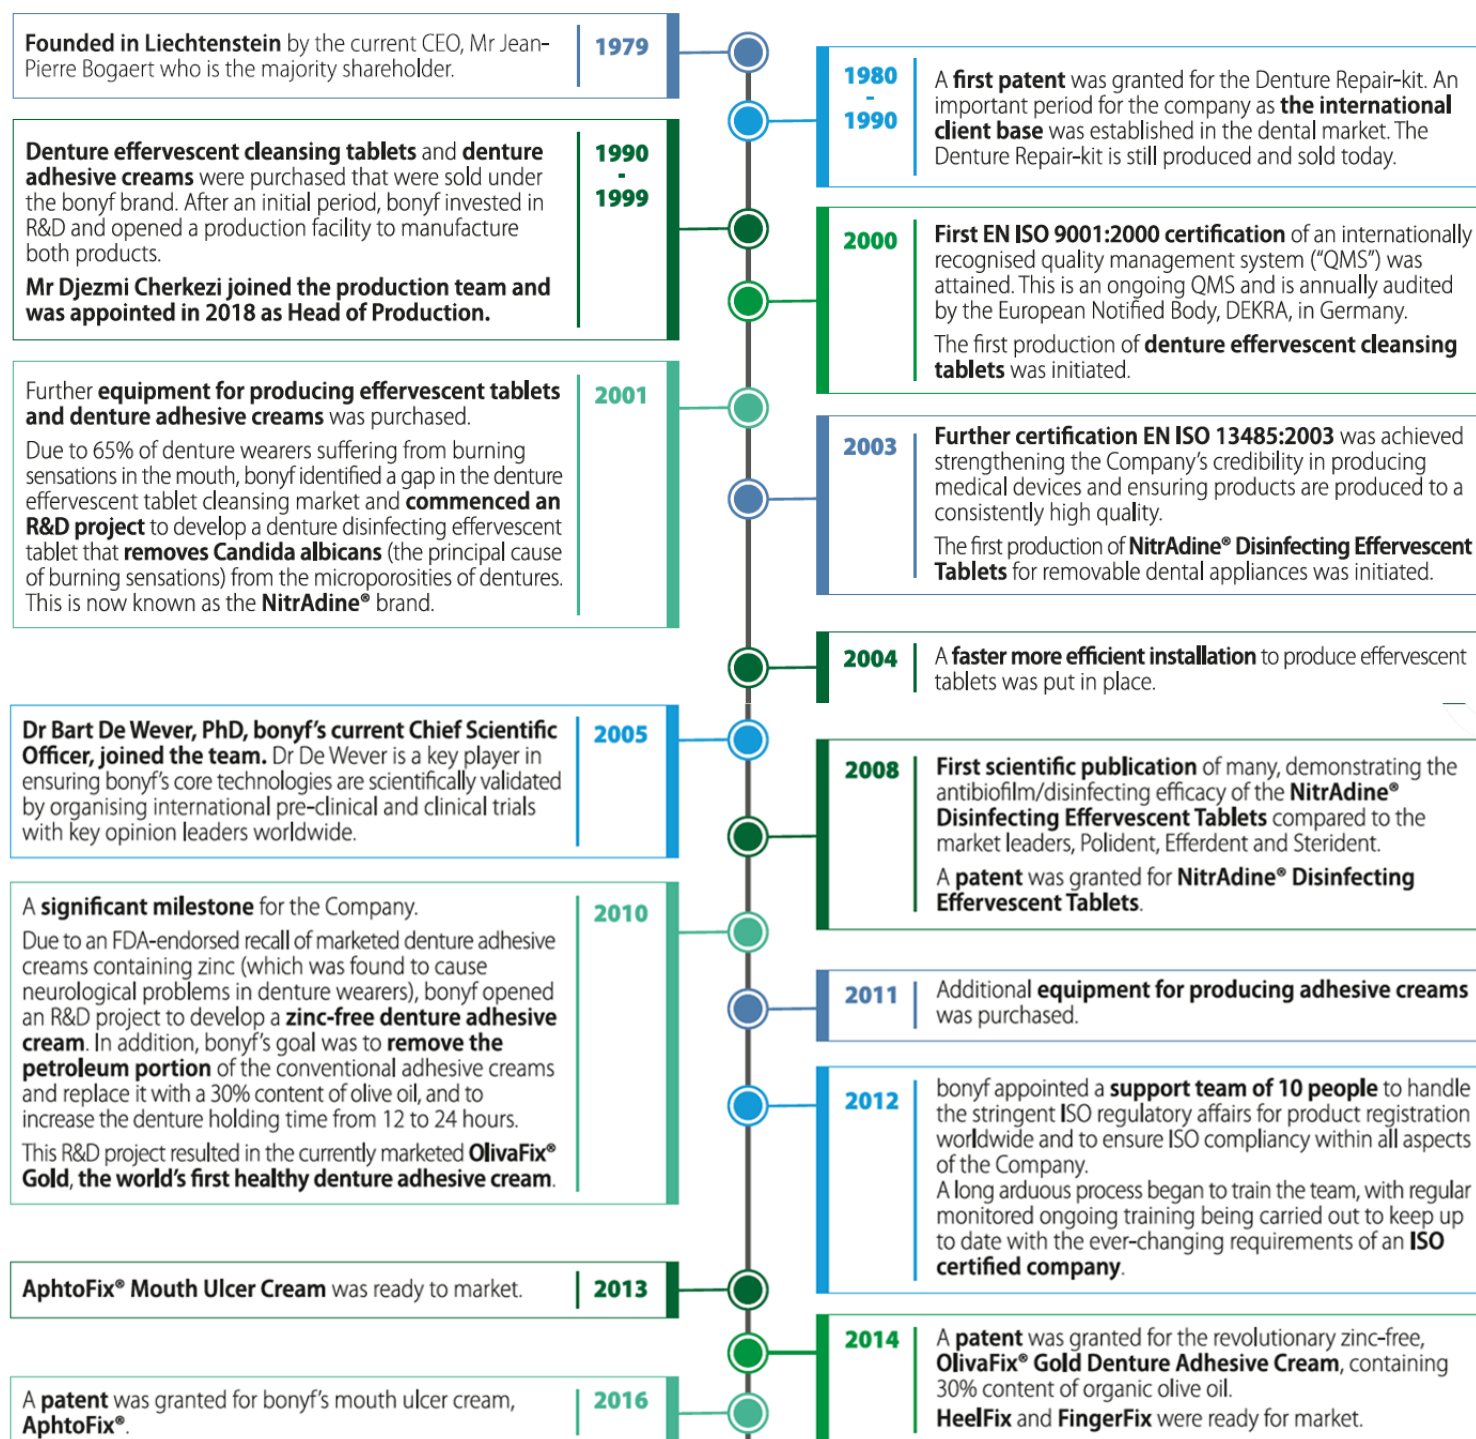 Founded in Liechtenstein by the current CEO, Mr Jean-
Pierre Bogaert who is the majority shareholder.
1979
1980
-
1990
A first patent was granted for the Denture Repair-kit. An
important period for the company as the international
client base was established in the dental market. The
Denture Repair-kit is still produced and sold today.
Denture effervescent cleansing tablets and denture
adhesive creams were purchased that were sold under
the bonyf brand. After an initial period, bonyf invested in
R&D and opened a production facility to manufacture
both products.
Mr Djezmi Cherkezi joined the production team and
was appointed in 2018 as Head of Production.
1990
-
1999
2000
First EN ISO 9001:2000 certification of an internationally
recognised quality management system (“QMS”) was
attained. This is an ongoing QMS and is annually audited
by the European Notified Body, DEKRA, in Germany.
The first production of denture effervescent cleansing
tablets was initiated.
Further equipment for producing effervescent tablets
and denture adhesive creams was purchased.
Due to 65% of denture wearers suffering from burning
sensations in the mouth, bonyf identified a gap in the denture
effervescent tablet cleansing market and commenced an
R&D project to develop a denture disinfecting effervescent
tablet that removes Candida albicans (the principal cause
of burning sensations) from the microporosities of dentures.
This is now known as the NitrAdine® brand.
2001
2003
Further certification EN ISO 13485:2003 was achieved
strengthening the Company’s credibility in producing
medical devices and ensuring products are produced to a
consistently high quality.
The first production of NitrAdine® Disinfecting Effervescent
Tablets for removable dental appliances was initiated.
2004
A faster more efficient installation to produce effervescent
tablets was put in place.
Dr Bart De Wever, PhD, bonyf’s current Chief Scientific
Officer, joined the team. Dr De Wever is a key player in
ensuring bonyf’s core technologies are scientifically validated
by organising international pre-clinical and clinical trials
with key opinion leaders worldwide.
2005
2008
First scientific publication of many, demonstrating the
antibiofilm/disinfecting efficacy of the NitrAdine®
Disinfecting Effervescent Tablets compared to the
market leaders, Polident, Efferdent and Steradent.
A patent was granted for NitrAdine® Disinfecting
Effervescent Tablets.
A significant milestone for the Company.
Due to an FDA-endorsed recall of marketed denture adhesive
creams containing zinc (which was found to cause
neurological problems in denture wearers), bonyf opened
an R&D project to develop a zinc-free denture adhesive
cream. In addition, bonyf’s goal was to remove the
petroleum portion of the conventional adhesive creams
and replace it with a 30% content of olive oil, and to
increase the denture holding time from 12 to 24 hours.
This R&D project resulted in the currently marketed OlivaFix®
Gold, the world’s first healthy denture adhesive cream.
2010
2011
Additional equipment for producing adhesive creams
was purchased.
2012
bonyf appointed a support team of 10 people to handle
the stringent ISO regulatory affairs for product registration
worldwide and to ensure ISO compliancy within all aspects
of the Company.
A long arduous process began to train the team, with regular
monitored ongoing training being carried out to keep up
to date with the ever-changing requirements of an ISO
certified company.
AphtoFix® Mouth Ulcer Cream was ready to market.
2013
2014
A patent was granted for the revolutionary zinc-free,
OlivaFix® Gold Denture Adhesive Cream, containing
30% content of organic olive oil.
HeelFix and FingerFix were ready for market.
A patent was granted for bonyf’s mouth ulcer cream,
AphtoFix®.
2016